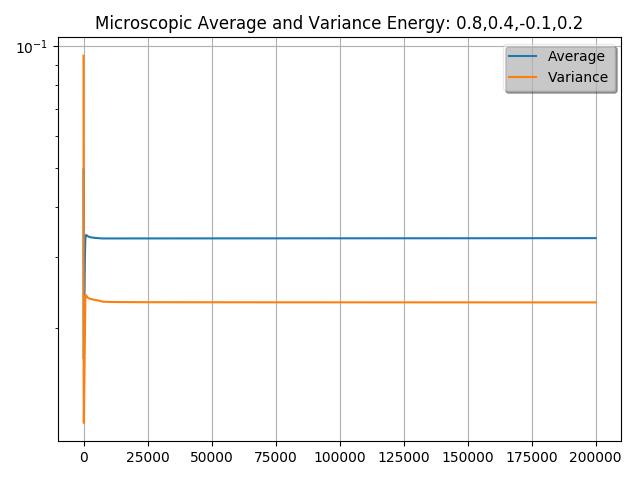 Microscopic Average and Variance Energy: 0.8,0.4,-0.1,0.2
10⁻¹
Average
Variance
0 25000 50000 75000 100000 125000 150000 175000 200000